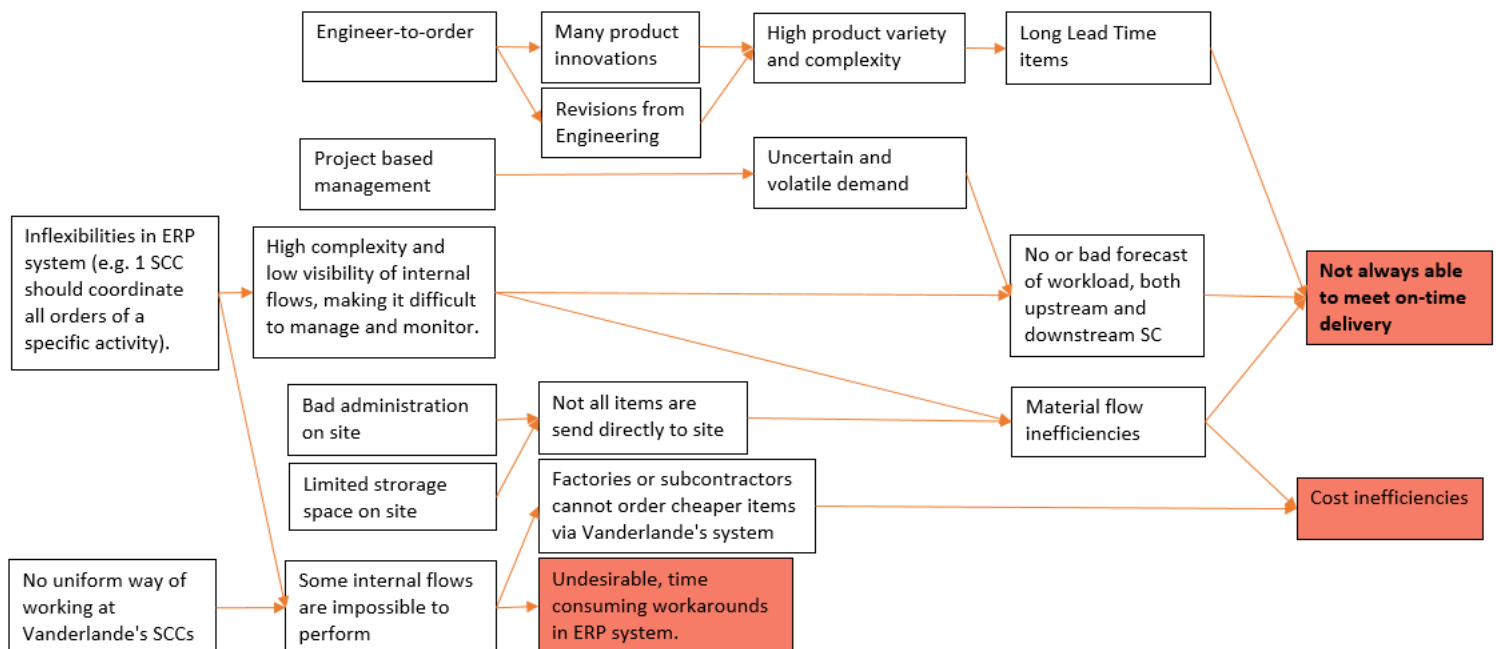 Engineer-to-order
Many product
innovations
High product variety
and complexity
Long Lead Time
items
Revisions from
Engineering
Project based
management
Uncertain and
volatile demand
Inflexibilities in ERP
system (e.g. 1 SCC
should coordinate
all orders of a
specific activity).
High complexity and
low visibility of internal
flows, making it difficult
to manage and monitor.
No or bad forecast
of workload, both
upstream and
downstream SC
Not always able
to meet on-time
delivery
Bad administration
on site
Not all items are
send directly to site
Material flow
inefficiencies
Limited strorage
space on site
Factories or subcontractors
cannot order cheaper items
via Vanderlande's system
Cost inefficiencies
No uniform way of
working at
Vanderlande's SCCs
Some internal flows
are impossible to
perform
Undesirable, time
consuming workarounds
in ERP system.